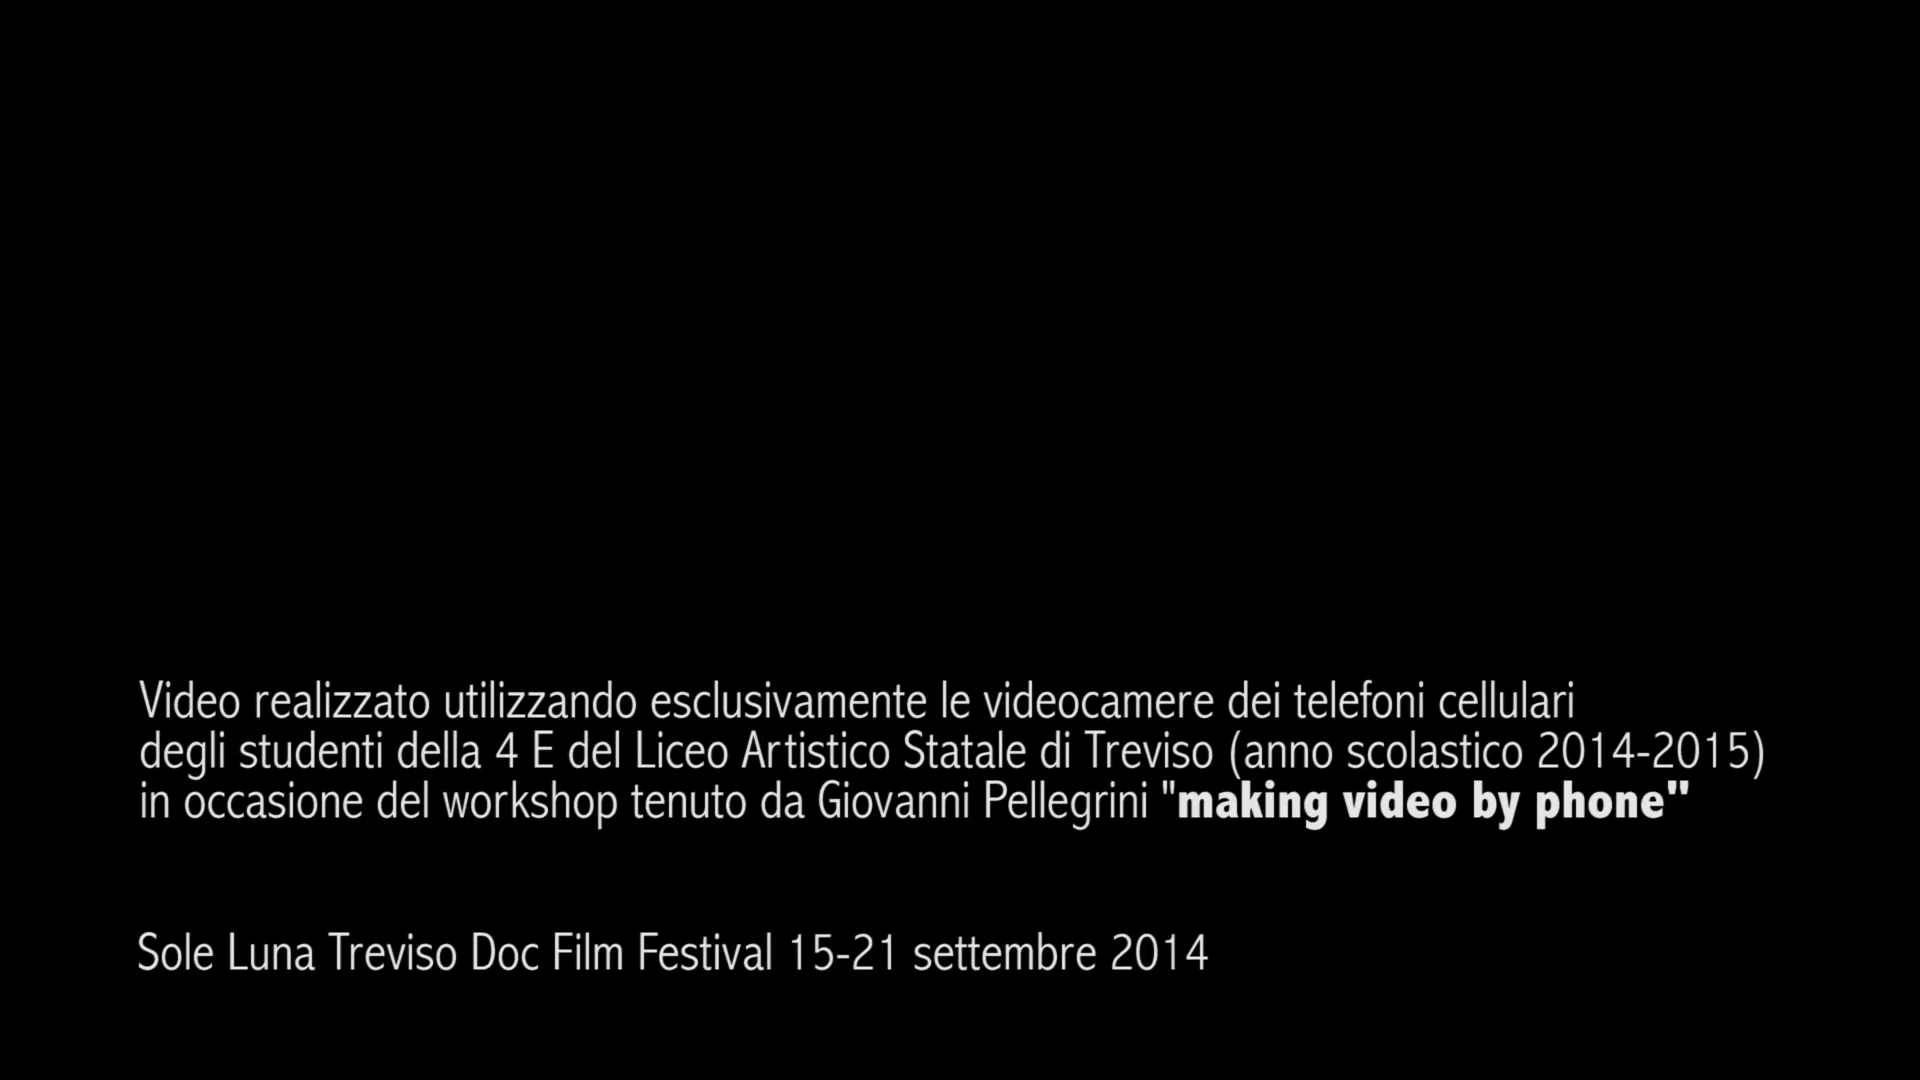 Video realizzato utilizzando esclusivamente le videocamere dei telefoni cellulari
degli studenti della 4 E del Liceo Artistico Statale di Treviso (anno scolastico 2014-2015)
in occasione del workshop tenuto da Giovanni Pellegrini "making video by phone"
Sole Luna Treviso Doc Film Festival 15-21 settembre 2014